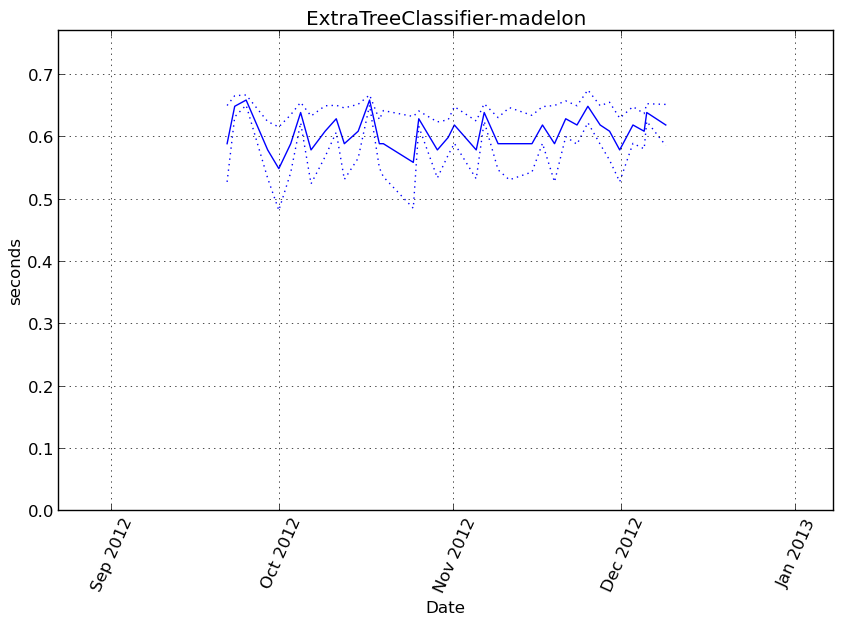 ExtraTreeClassifier-madelon
0.7
0.6
0.5
0.4
0.3
0.2
0.1
0.0
seconds
Sep 2012
Oct 2012
Nov 2012
Dec 2012
Jan 2013
Date